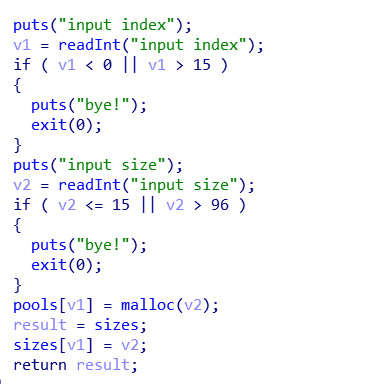 puts("input index");
v1 = readInt("input index");
if ( v1 < 0 || v1 > 15 )
{
puts("bye!");
exit(0);
}
puts("input size");
v2 = readInt("input size");
if ( v2 <= 15 || v2 > 96 )
{
puts("bye!");
exit(0);
}
pools[v1] = malloc(v2);
result = sizes;
sizes[v1] = v2;
return result;